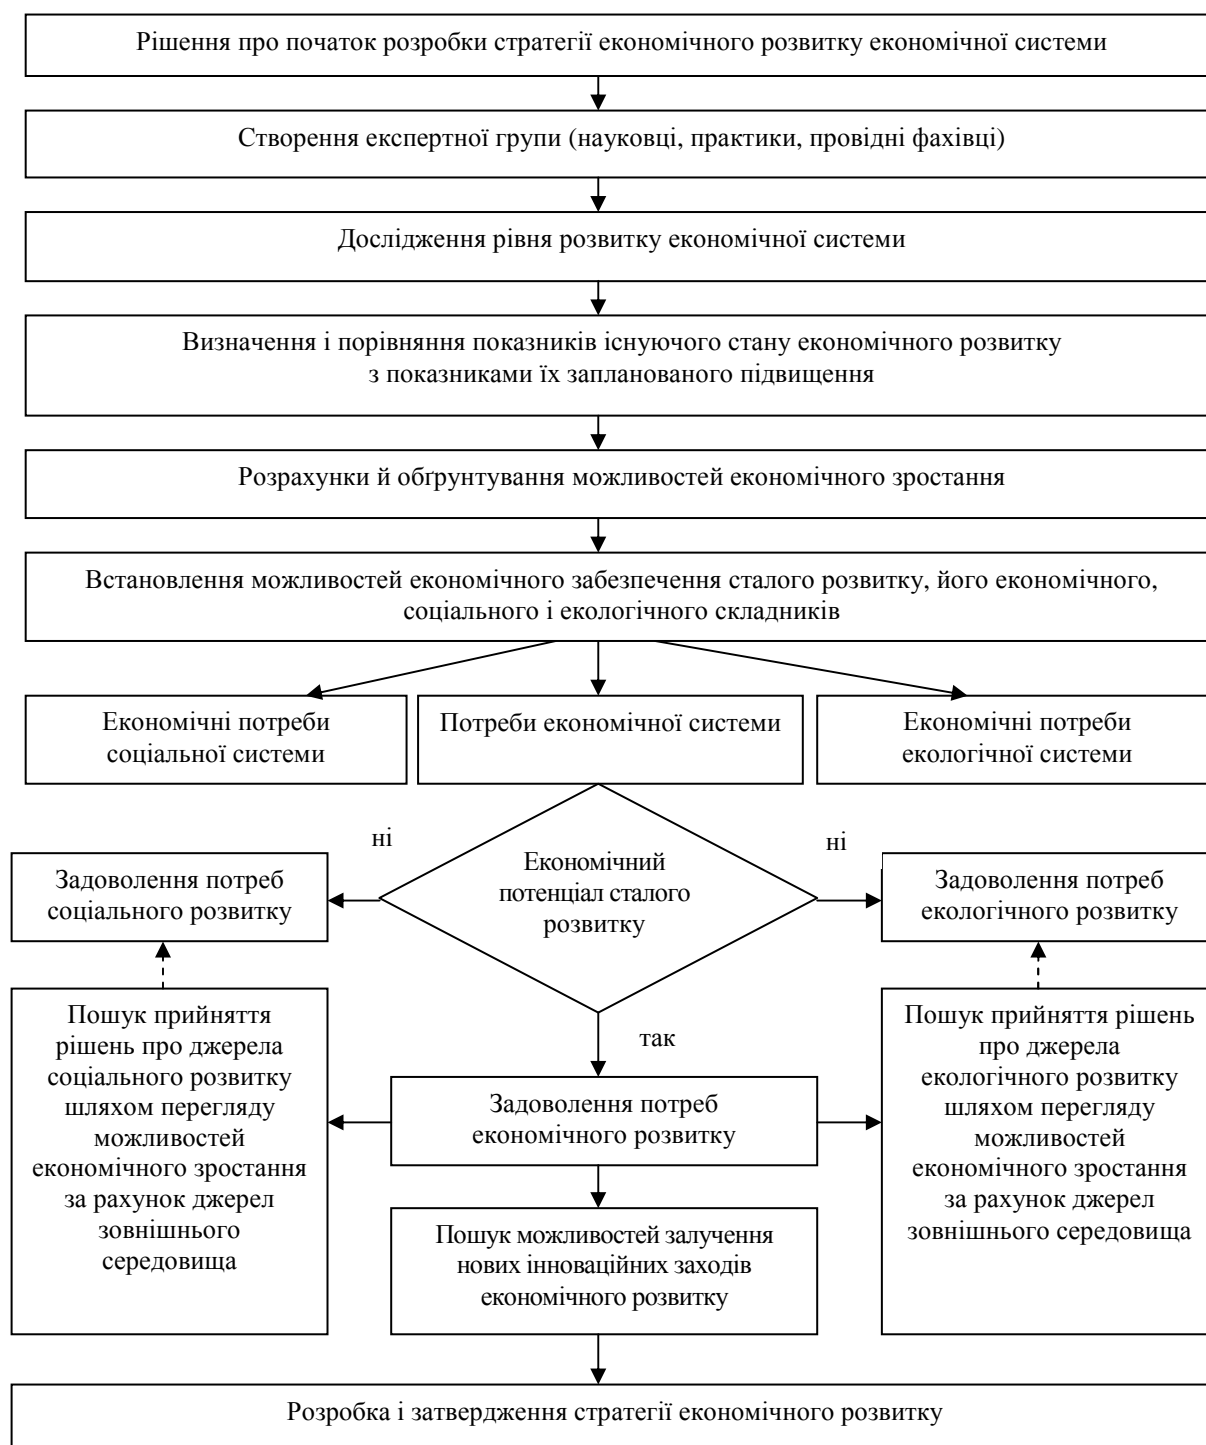 Рішення про початок розробки стратегії економічного розвитку економічної системи
Створення експертної групи (науковці, практики, провідні фахівці)
Дослідження рівня розвитку економічної системи
Визначення і порівняння показників існуючого стану економічного розвитку
з показниками їх запланованого підвищення
Розрахунки й обґрунтування можливостей економічного зростання
Встановлення можливостей економічного забезпечення сталого розвитку, його економічного,
соціального і екологічного складників
Економічні потреби
соціальної системи
Потреби економічної системи
Економічні потреби
екологічної системи
ні
ні
Задоволення потреб
соціального розвитку
Економічний
потенціал сталого
розвитку
Задоволення потреб
екологічного розвитку
так
Пошук прийняття
рішень про джерела
соціального розвитку
шляхом перегляду
можливостей
економічного зростання
за рахунок джерел
зовнішнього
середовища
Задоволення потреб
економічного розвитку
Пошук можливостей залучення
нових інноваційних заходів
економічного розвитку
Пошук прийняття рішень
про джерела
екологічного розвитку
шляхом перегляду
можливостей
економічного зростання
за рахунок джерел
зовнішнього середовища
Розробка і затвердження стратегії економічного розвитку